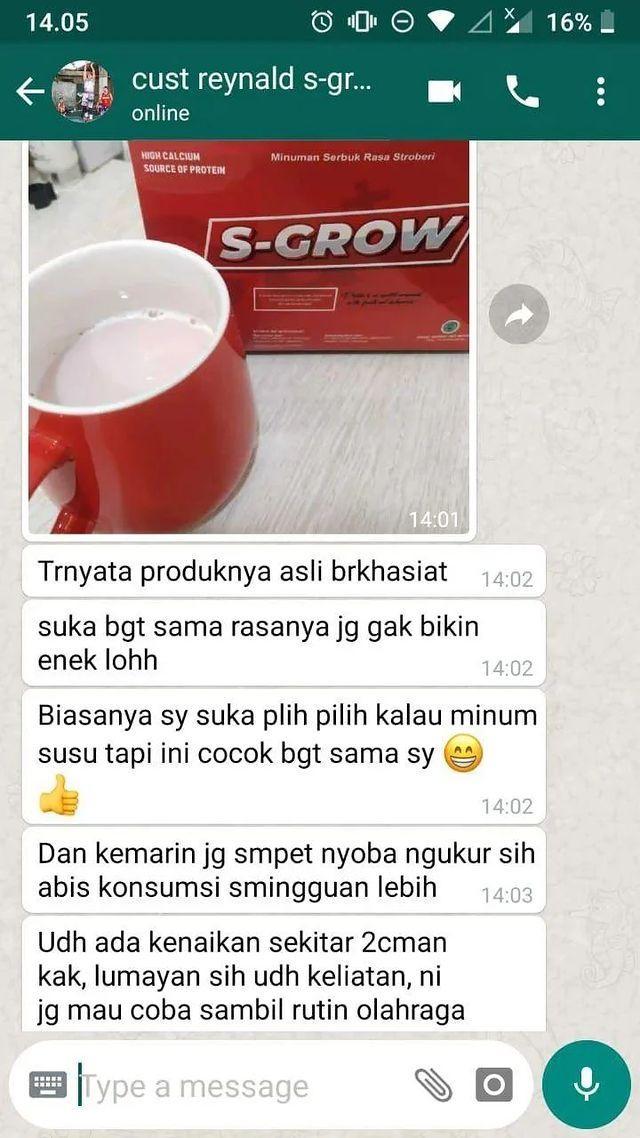 14.05
16%
cust reynald s-gr...
online
HIGH CALCIUM
SOURCE OF PROTEIN
Minuman Serbuk Rasa Stroberi
S-GROW
14:01
Trnyata produknya asli brkhasiat
14:02
suka bgt sama rasanya jg gak bikin
enek lohh
14:02
Biasanya sy suka plih pilih kalau minum
susu tapi ini cocok bgt sama sy 😁
👍
14:02
Dan kemarin jg smpet nyoba ngukur sih
abis konsumsi smingguan lebih
14:03
Udh ada kenaikan sekitar 2cman
kak, lumayan sih udh keliatan, ni
jg mau coba sambil rutin olahraga
Type a message